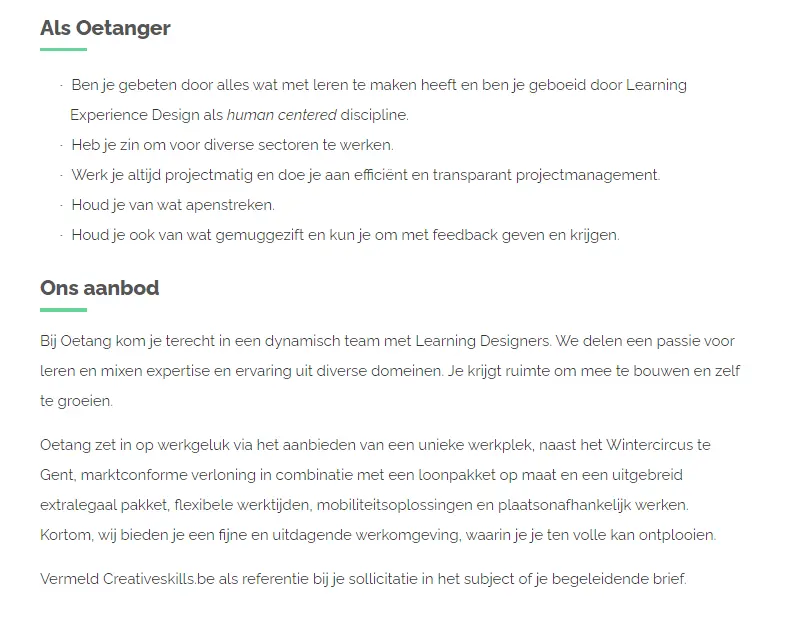 Als Oetanger
· Ben je gebeten door alles wat met leren te maken heeft en ben je geboeid door Learning
Experience Design als human centered discipline.
· Heb je zin om voor diverse sectoren te werken.
· Werk je altijd projectmatig en doe je aan efficiënt en transparant projectmanagement.
· Houd je van wat apenstreken.
· Houd je ook van wat gemuggezift en kun je om met feedback geven en krijgen.
Ons aanbod
Bij Oetang kom je terecht in een dynamisch team met Learning Designers. We delen een passie voor
leren en mixen expertise en ervaring uit diverse domeinen. Je krijgt ruimte om mee te bouwen en zelf
te groeien.
Oetang zet in op werkgeluk via het aanbieden van een unieke werkplek, naast het Wintercircus te
Gent, marktconforme verloning in combinatie met een loonpakket op maat en een uitgebreid
extralegaal pakket, flexibele werktijden, mobiliteitsoplossingen en plaatsonafhankelijk werken.
Kortom, wij bieden je een fijne en uitdagende werkomgeving, waarin je je ten volle kan ontplooien.
Vermeld Creativeskills.be als referentie bij je sollicitatie in het subject of je begeleidende brief.